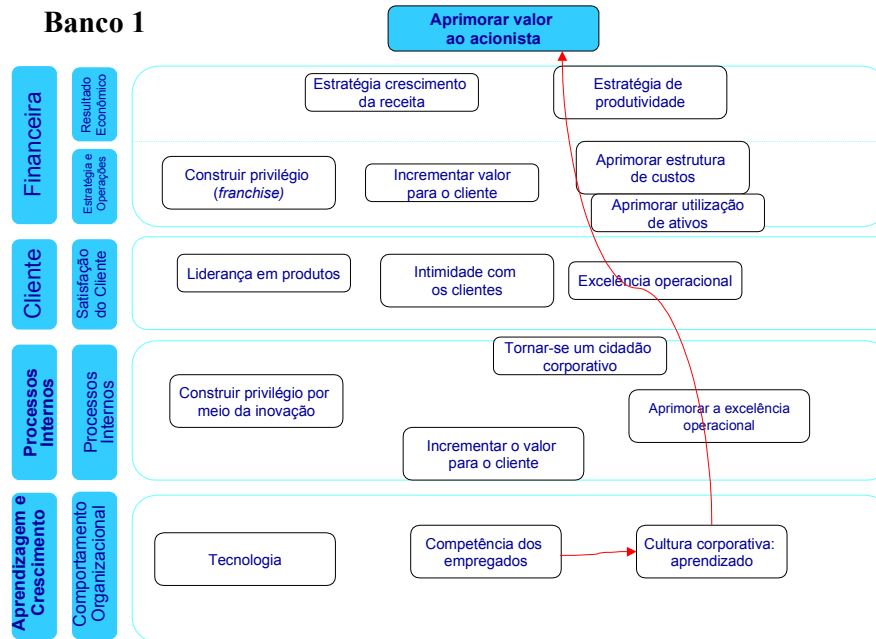 Banco 1
Aprimorar valor
ao acionista
Financeira
Resultado
Econômico
Estratégia crescimento
da receita
Estratégia de
produtividade
Estratégia e
Operações
Construir privilégio
(franchise)
Incrementar valor
para o cliente
Aprimorar estrutura
de custos
Aprimorar utilização
de ativos
Cliente
Satisfação
do Cliente
Liderança em produtos
Intimidade com
os clientes
Excelência operacional
Processos
Internos
Processos
Internos
Tornar-se um cidadão
corporativo
Construir privilégio por
meio da inovação
Aprimorar a excelência
operacional
Incrementar o valor
para o cliente
Aprendizagem e
Crescimento
Comportamento
Organizacional
Tecnologia
Competência dos
empregados
Cultura corporativa:
aprendizado